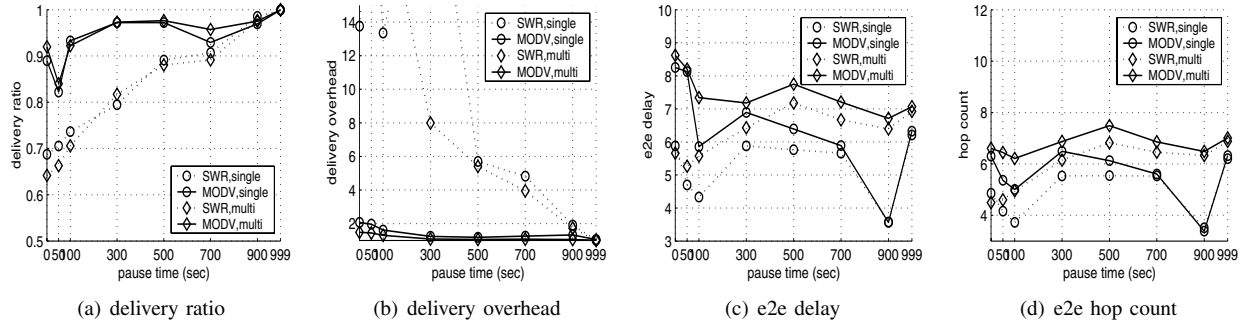 1
0.9
0.8
0.7
0.6
0.5
delivery ratio
0 50 100 300 500 700 900 999
pause time (sec)
SWR,single
MODV,single
SWR,multi
MODV,multi
(a) delivery ratio
14
12
10
8
6
4
2
delivery overhead
0 50 100 300 500 700 900 999
pause time (sec)
SWR,single
MODV,single
SWR,multi
MODV,multi
(b) delivery overhead
10
9
8
7
6
5
4
3
e2e delay
0 50 100 300 500 700 900 999
pause time (sec)
SWR,single
MODV,single
SWR,multi
MODV,multi
(c) e2e delay
12
10
8
6
4
2
0
hop count
0 50 100 300 500 700 900 999
pause time (sec)
SWR,single
MODV,single
SWR,multi
MODV,multi
(d) e2e hop count